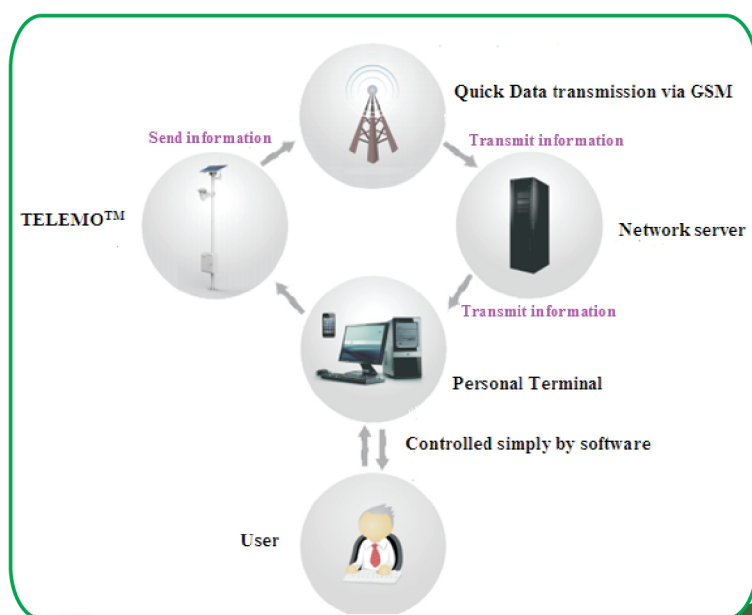 Quick Data transmission via GSM
Send information
Transmit information
TELEMO™
Network server
Transmit information
Personal Terminal
Controlled simply by software
User